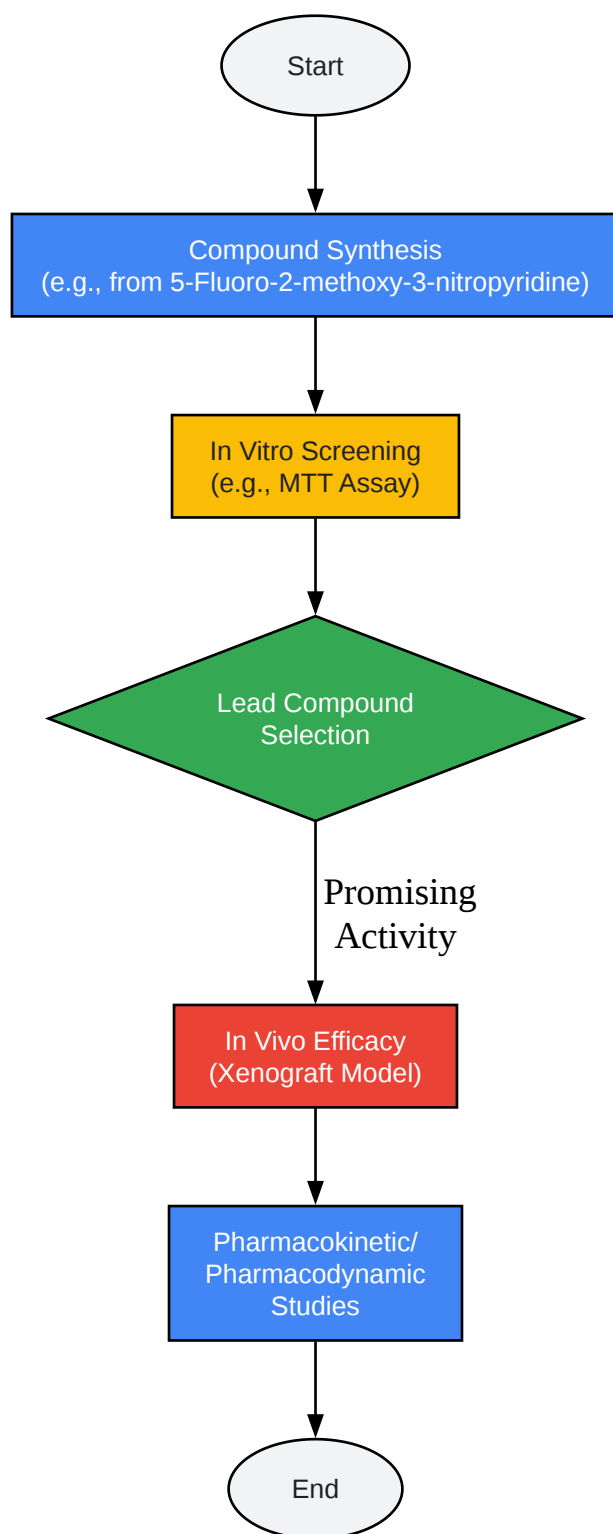 Start
Compound Synthesis
(e.g., from 5-Fluoro-2-methoxy-3-nitropyridine)
In Vitro Screening
(e.g., MTT Assay)
Lead Compound
Selection
Promising
Activity
In Vivo Efficacy
(Xenograft Model)
Pharmacokinetic/
Pharmacodynamic
Studies
End